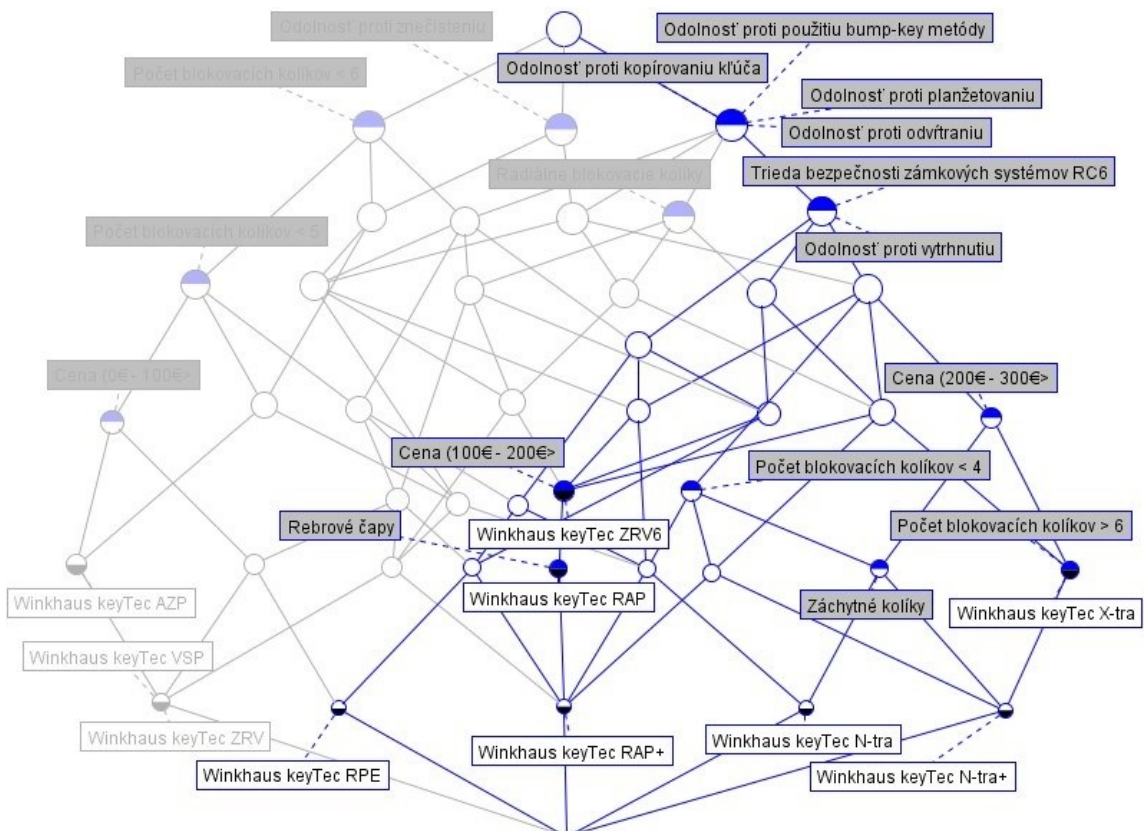 Odolnosť proti znečisteniu
Odolnosť proti použitiu bump-key metódy
Počet blokovacích kolíkov < 6
Odolnosť proti kopírovaniu kľúča
Odolnosť proti planžetovaniu
Odolnosť proti odvŕtraniu
Radiálne blokovacie kolíky
Trieda bezpečnosti zámkových systémov RC6
Počet blokovacích kolíkov < 5
Odolnosť proti vytrhnutiu
Cena (0€ - 100€>
Cena (200€ - 300€>
Cena (100€ - 200€>
Počet blokovacích kolíkov < 4
Rebrové čapy
Winkhaus keyTec ZRV6
Počet blokovacích kolíkov > 6
Winkhaus keyTec AZP
Winkhaus keyTec RAP
Záchytné kolíky
Winkhaus keyTec X-tra
Winkhaus keyTec VSP
Winkhaus keyTec ZRV
Winkhaus keyTec RPE
Winkhaus keyTec RAP+
Winkhaus keyTec N-tra
Winkhaus keyTec N-tra+